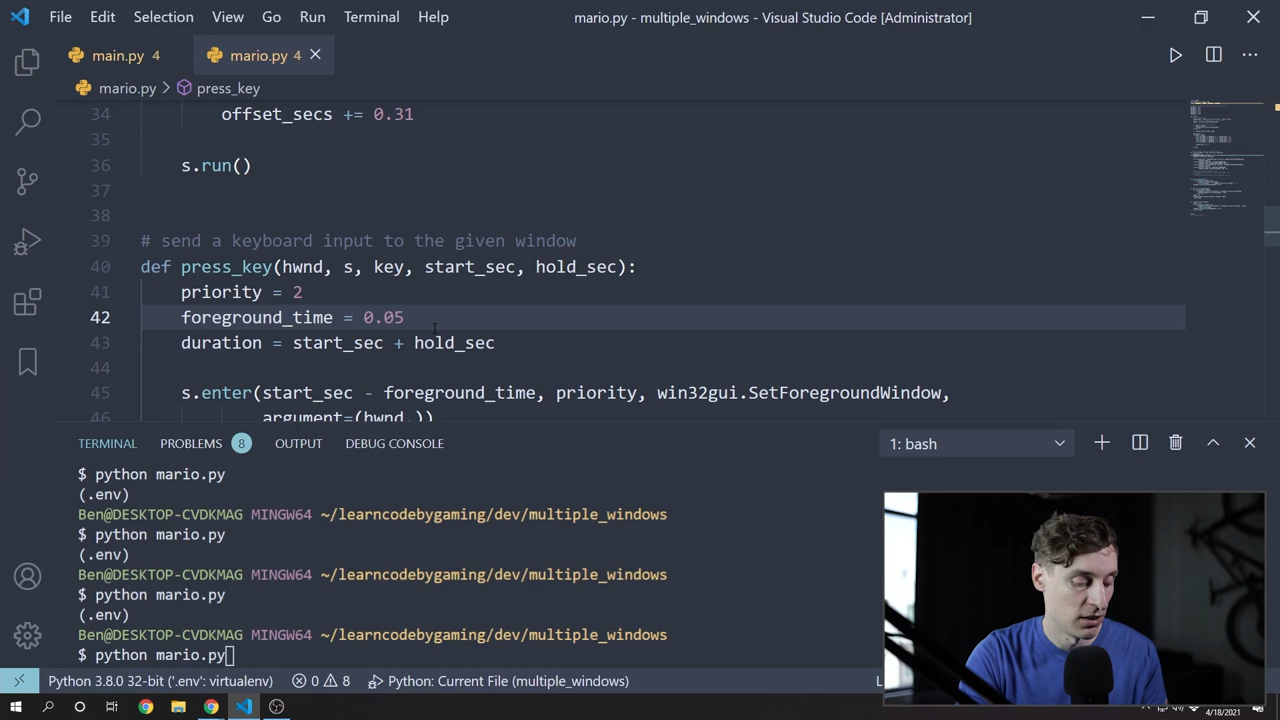 File Edit Selection View Go Run Terminal Help
mario.py - multiple_windows - Visual Studio Code [Administrator]
main.py 4
mario.py 4
mario.py > press_key
34 offset_secs += 0.31
35
36 s.run()
37
38
39 # send a keyboard input to the given window
40 def press_key(hwnd, s, key, start_sec, hold_sec):
41 priority = 2
42 foreground_time = 0.05
43 duration = start_sec + hold_sec
44
45 s.enter(start_sec - foreground_time, priority, win32gui.SetForegroundWindow,
46 argument=(hwnd,))
TERMINAL PROBLEMS 8 OUTPUT DEBUG CONSOLE
1: bash
$ python mario.py
(.env)
Ben@DESKTOP-CVDKMAG MINGW64 ~/learncodebygaming/dev/multiple_windows
$ python mario.py
(.env)
Ben@DESKTOP-CVDKMAG MINGW64 ~/learncodebygaming/dev/multiple_windows
$ python mario.py
(.env)
Ben@DESKTOP-CVDKMAG MINGW64 ~/learncodebygaming/dev/multiple_windows
$ python mario.py
Python 3.8.0 32-bit ('.env': virtualenv) 0 8 Python: Current File (multiple_windows) L
4/18/2021